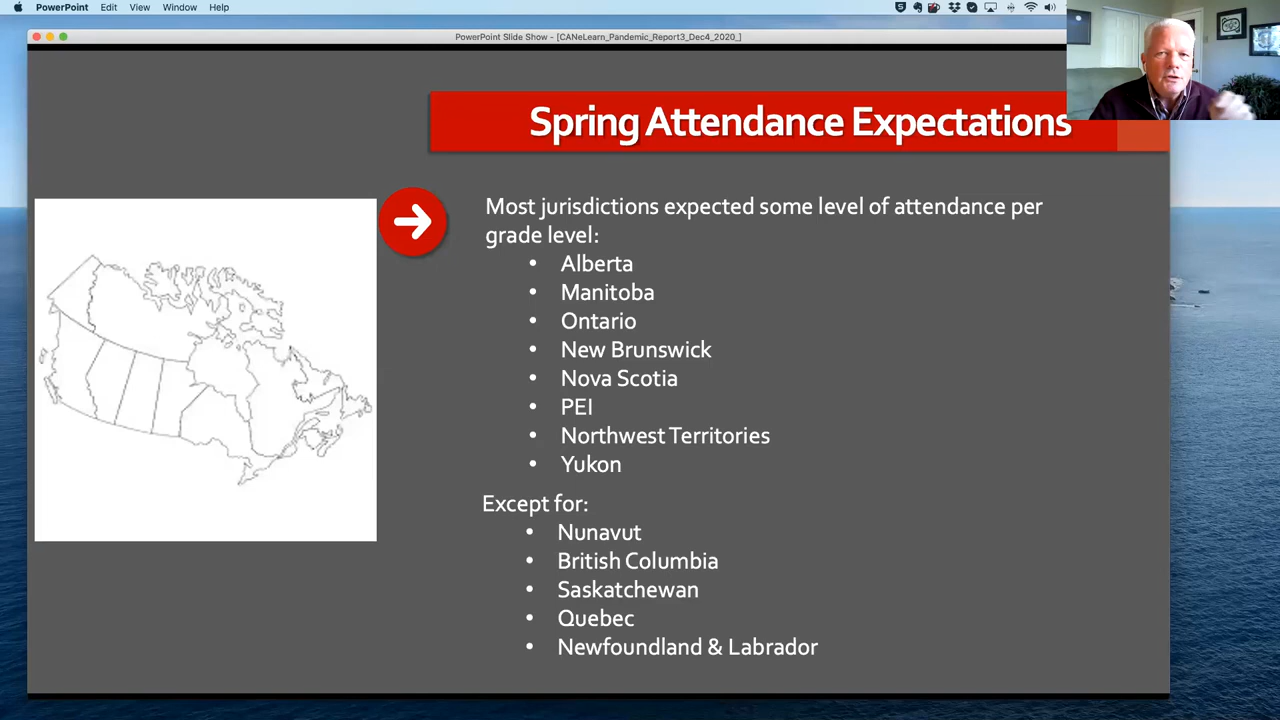 PowerPoint Edit View Window Help
PowerPoint Slide Show - [CANeLearn_Pandemic_Report3_Dec4_2020_]
Spring Attendance Expectations
Most jurisdictions expected some level of attendance per
grade level:
• Alberta
• Manitoba
• Ontario
• New Brunswick
• Nova Scotia
• PEI
• Northwest Territories
• Yukon
Except for:
• Nunavut
• British Columbia
• Saskatchewan
• Quebec
• Newfoundland & Labrador